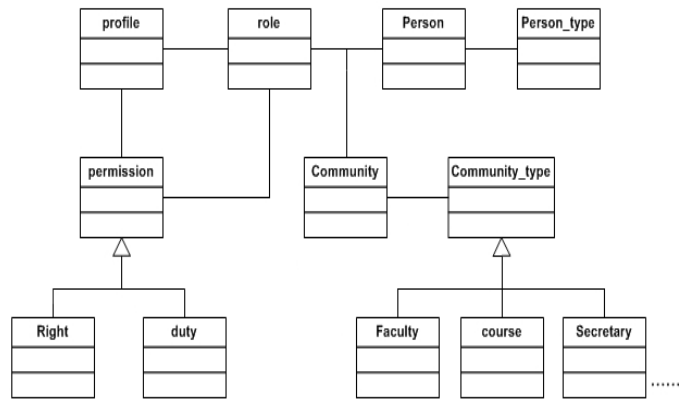 profile
role
Person
Person_type
permission
Community
Community_type
Right
duty
Faculty
course
Secretary
......